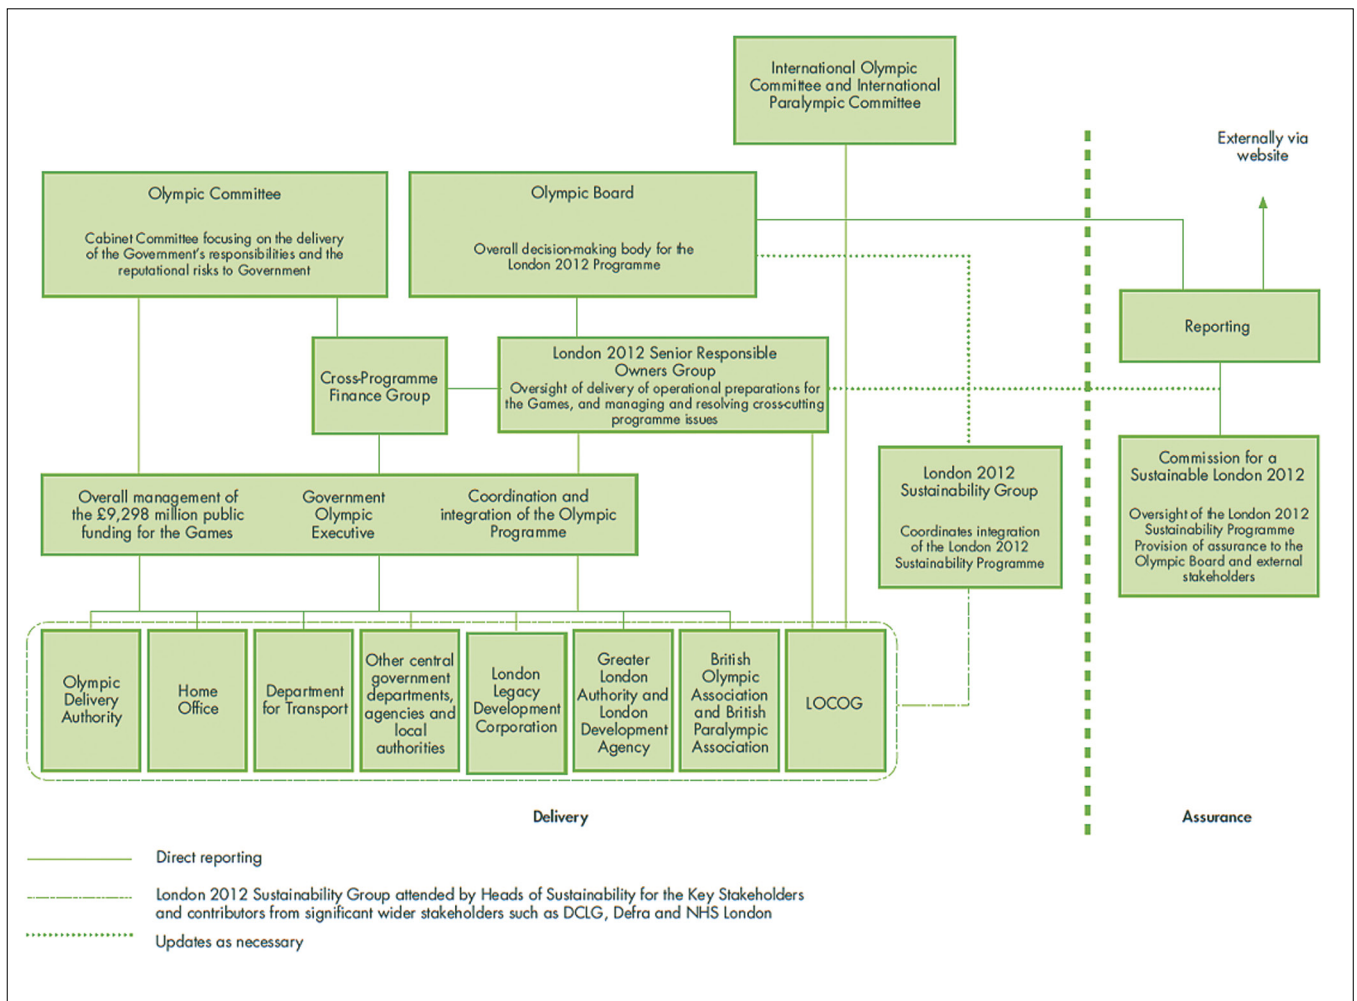 International Olympic
Committee and International
Paralympic Committee
Externally via
website
Olympic Committee
Cabinet Committee focusing on the delivery
of the Government's responsibilities and the
reputational risks to Government
Olympic Board
Overall decision-making body for the
London 2012 Programme
Reporting
Cross-Programme
Finance Group
London 2012 Senior Responsible
Owners Group
Oversight of delivery of operational preparations for
the Games, and managing and resolving cross-cutting
programme issues
London 2012
Sustainability Group
Coordinates integration
of the London 2012
Sustainability Programme
Commission for a
Sustainable London 2012
Oversight of the London 2012
Sustainability Programme
Provision of assurance to the
Olympic Board and external
stakeholders
Overall management of
the £9,298 million public
funding for the Games
Government
Olympic
Executive
Coordination and
integration of the Olympic
Programme
Olympic
Delivery
Authority
Home
Office
Department
for Transport
Other central
government
departments,
agencies and
local
authorities
London
Legacy
Development
Corporation
Greater
London
Authority and
London
Development
Agency
British
Olympic
Association
and British
Paralympic
Association
LOCOG
Delivery
Assurance
Direct reporting
London 2012 Sustainability Group attended by Heads of Sustainability for the Key Stakeholders
and contributors from significant wider stakeholders such as DCLG, Defra and NHS London
Updates as necessary